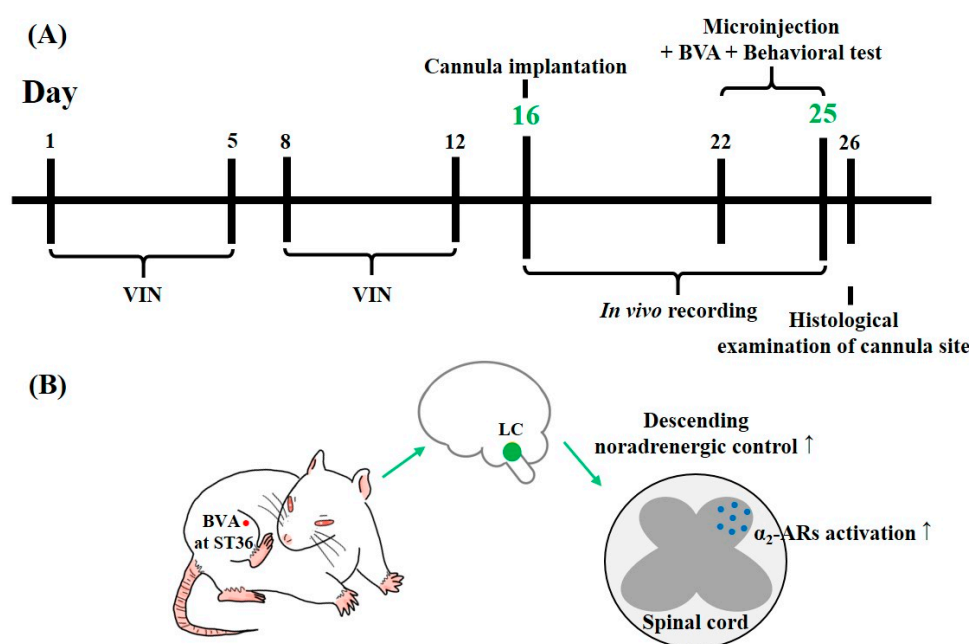 (A)
Microinjection
+ BVA + Behavioral test
Cannula implantation
Day
1
5
8
12
16
22
25
26
VIN
VIN
In vivo recording
Histological
examination of cannula site
(B)
LC
Descending
noradrenergic control ↑
BVA
at ST36
α₂-ARs activation ↑
Spinal cord